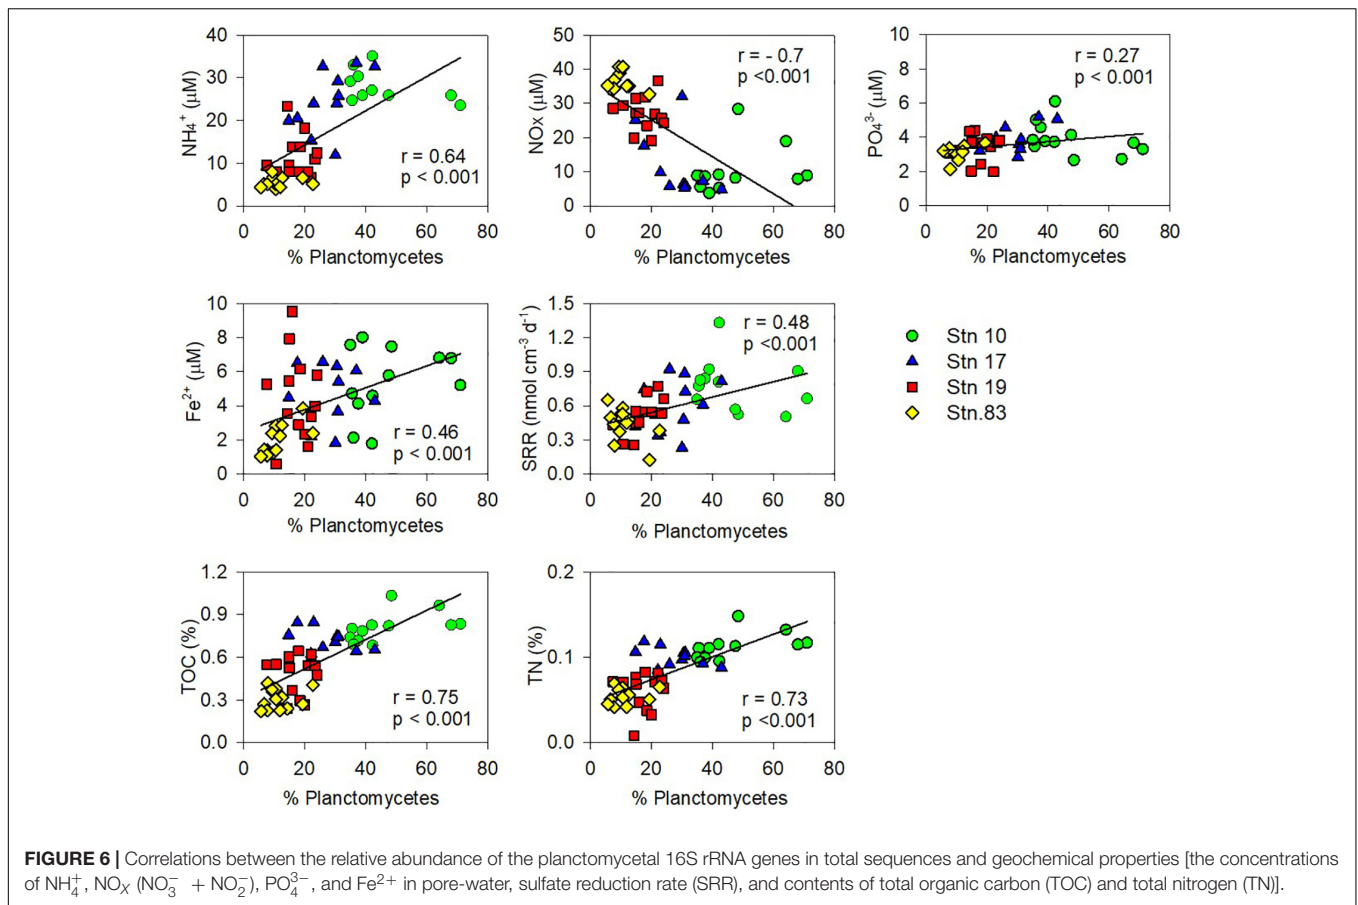 40
30
20
10
0
NH₄⁺ (μM)
r = 0.64
p < 0.001
0 20 40 60 80
% Planctomycetes
50
40
30
20
10
0
NOx (μM)
r = - 0.7
p <0.001
0 20 40 60 80
% Planctomycetes
10
8
6
4
2
0
PO₄³⁻ (μM)
r = 0.27
p < 0.001
0 20 40 60 80
% Planctomycetes
10
8
6
4
2
0
Fe²⁺ (μM)
r = 0.46
p < 0.001
0 20 40 60 80
% Planctomycetes
1.5
1.2
0.9
0.6
0.3
0.0
SRR (nmol cm⁻³ d⁻¹)
r = 0.48
p <0.001
0 20 40 60 80
% Planctomycetes
Stn 10
Stn 17
Stn 19
Stn.83
1.2
0.9
0.6
0.3
0.0
TOC (%)
r = 0.75
p < 0.001
0 20 40 60 80
% Planctomycetes
0.2
0.1
0.0
TN (%)
r = 0.73
p <0.001
0 20 40 60 80
% Planctomycetes
FIGURE 6 | Correlations between the relative abundance of the planctomycetal 16S rRNA genes in total sequences and geochemical properties [the concentrations
of NH₄⁺, NOX (NO₃⁻ + NO₂⁻), PO₄³⁻, and Fe²⁺ in pore-water, sulfate reduction rate (SRR), and contents of total organic carbon (TOC) and total nitrogen (TN)].